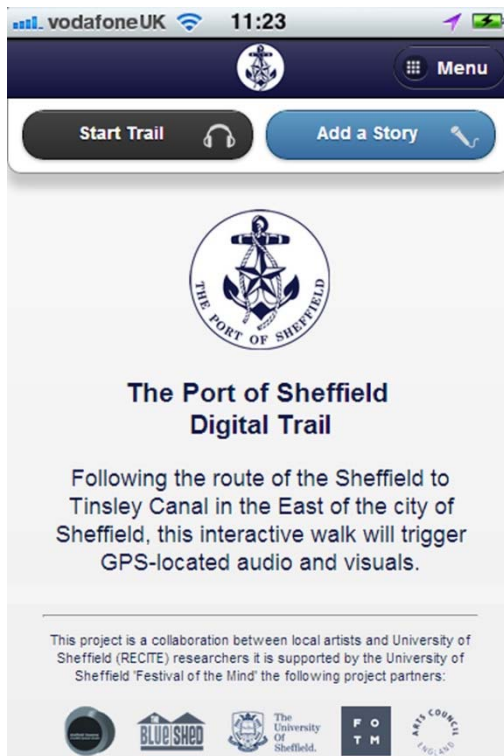 vodafone UK 11:23
Menu
Start Trail
Add a Story
THE PORT OF SHEFFIELD
The Port of Sheffield
Digital Trail
Following the route of the Sheffield to
Tinsley Canal in the East of the city of
Sheffield, this interactive walk will trigger
GPS-located audio and visuals.
This project is a collaboration between local artists and University of
Sheffield (RECITE) researchers it is supported by the University of
Sheffield 'Festival of the Mind' the following project partners:
THE
BLUE SHED
The
University
Of
Sheffield.
F O
T M
ARTS COUNCIL
ENGLAND